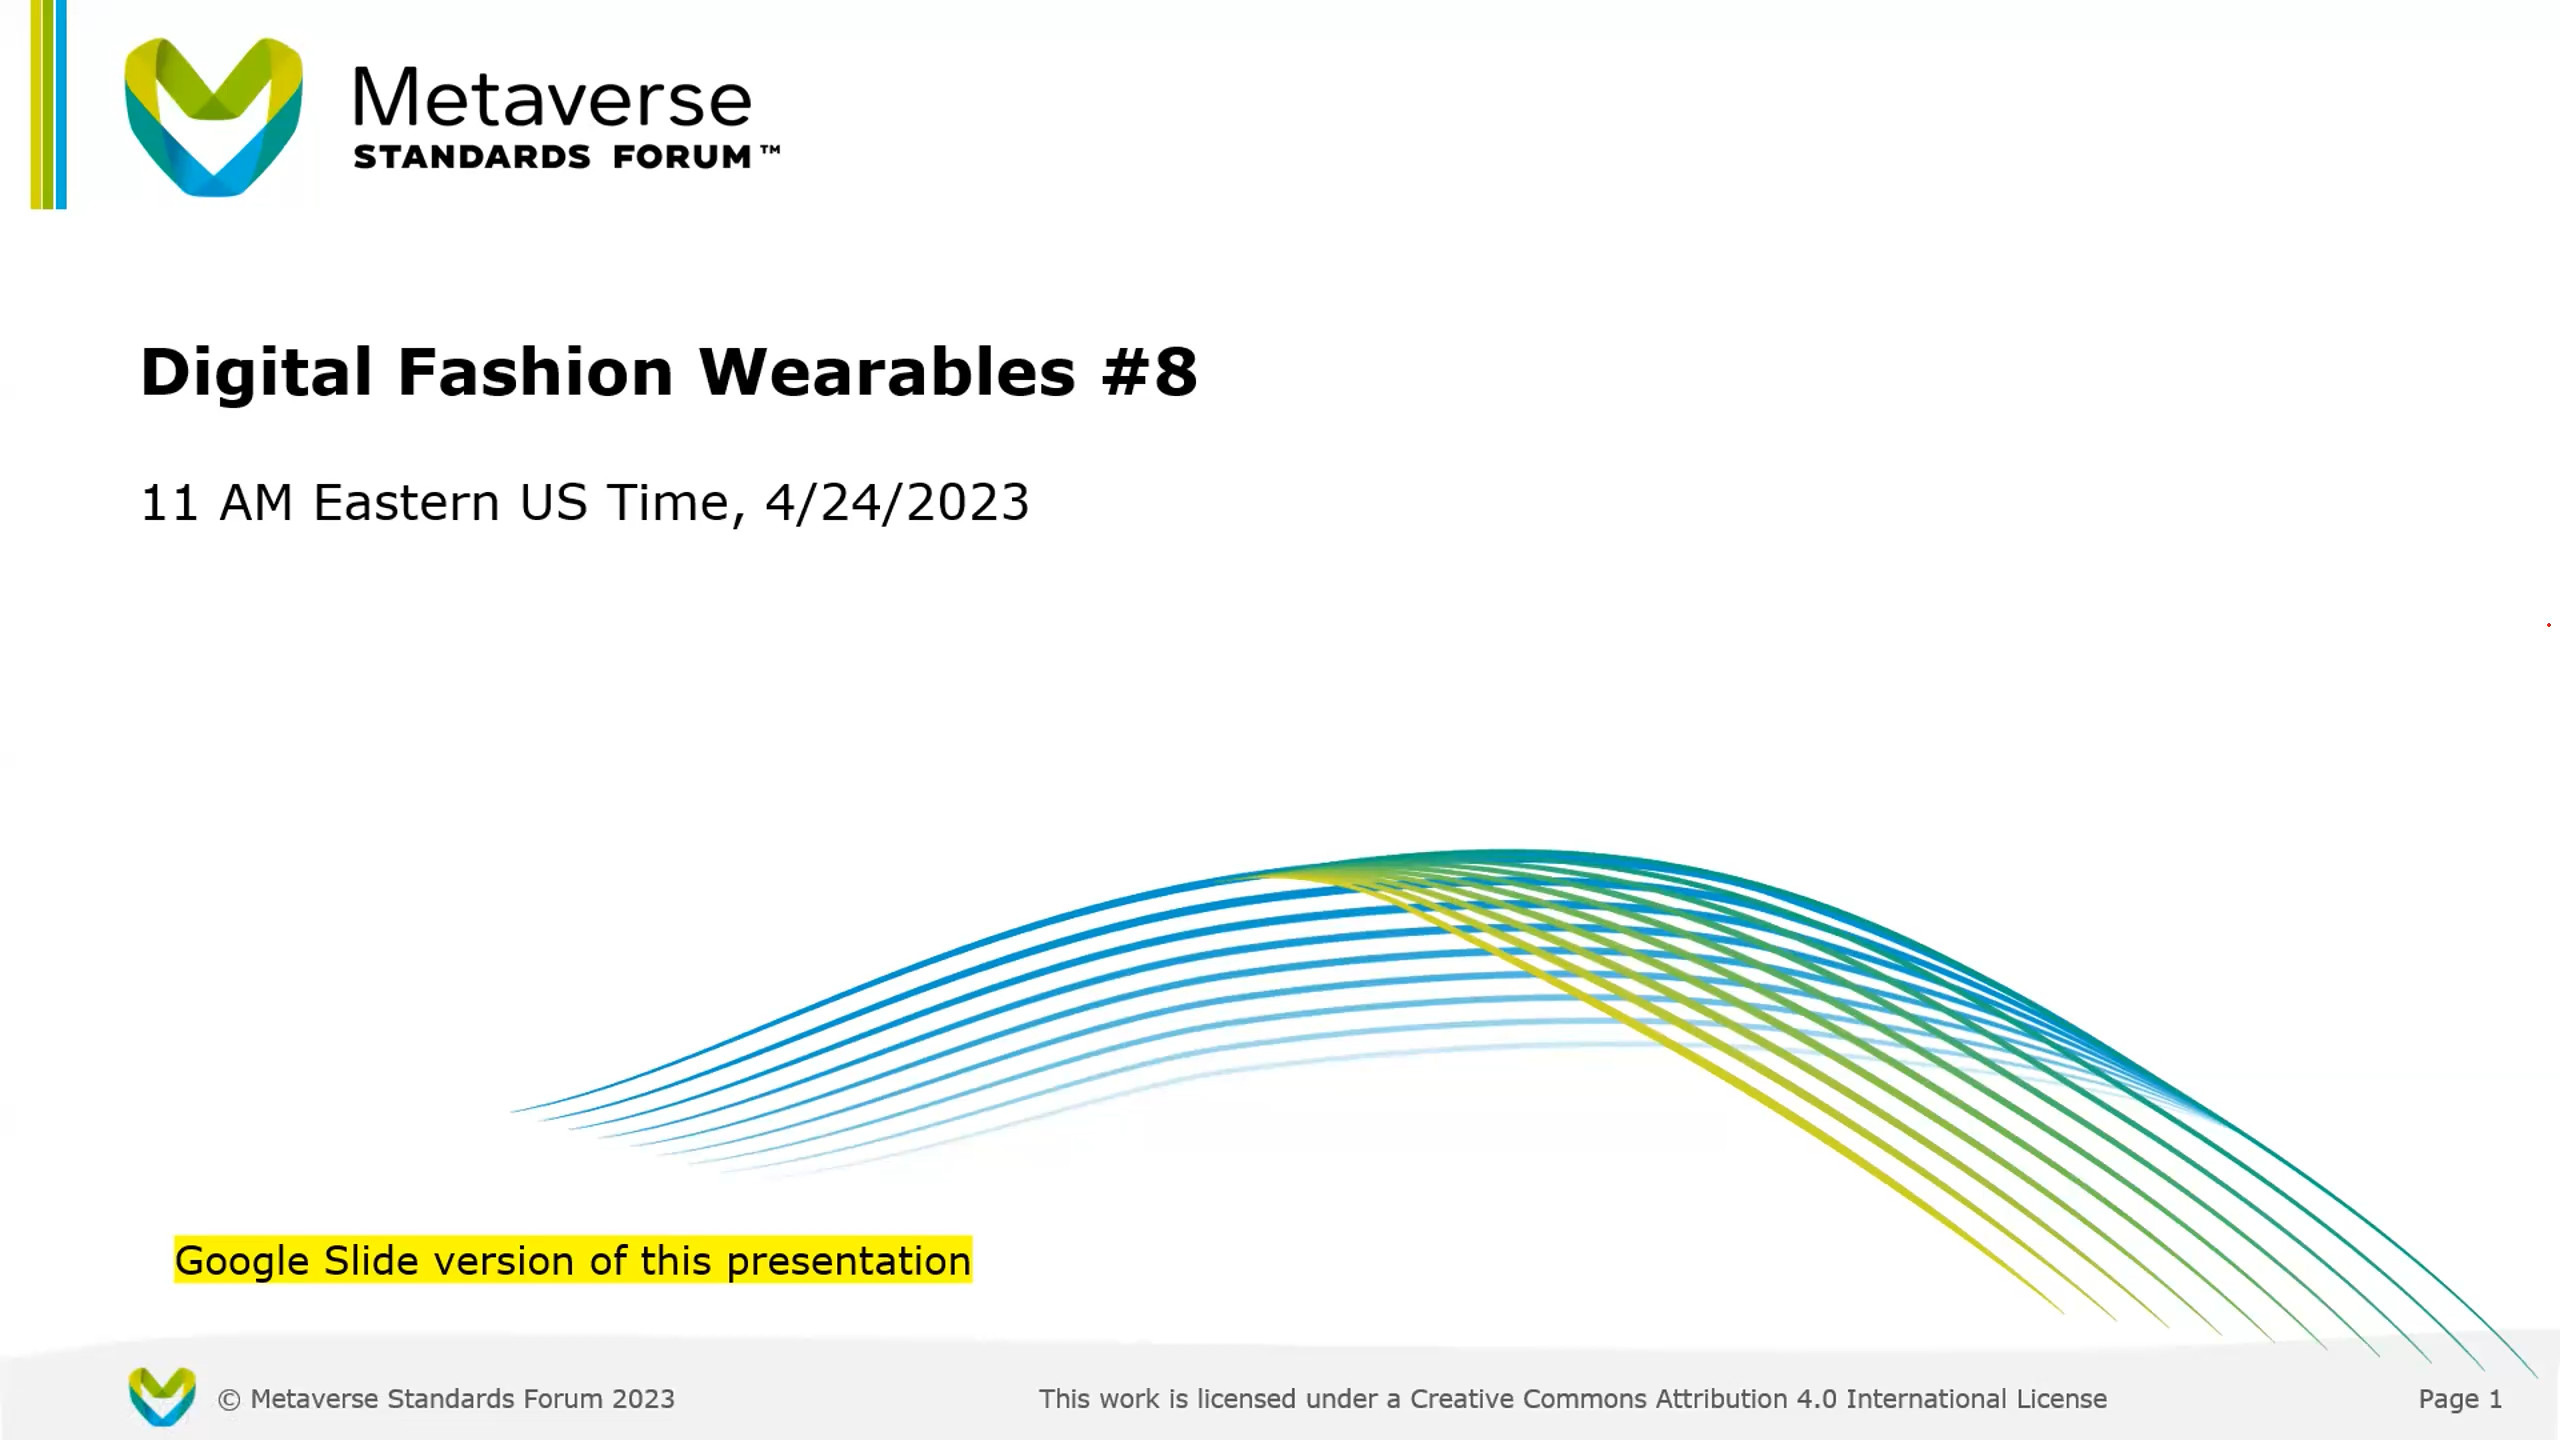 Metaverse
STANDARDS FORUM™
Digital Fashion Wearables #8
11 AM Eastern US Time, 4/24/2023
Google Slide version of this presentation
© Metaverse Standards Forum 2023
This work is licensed under a Creative Commons Attribution 4.0 International License
Page 1